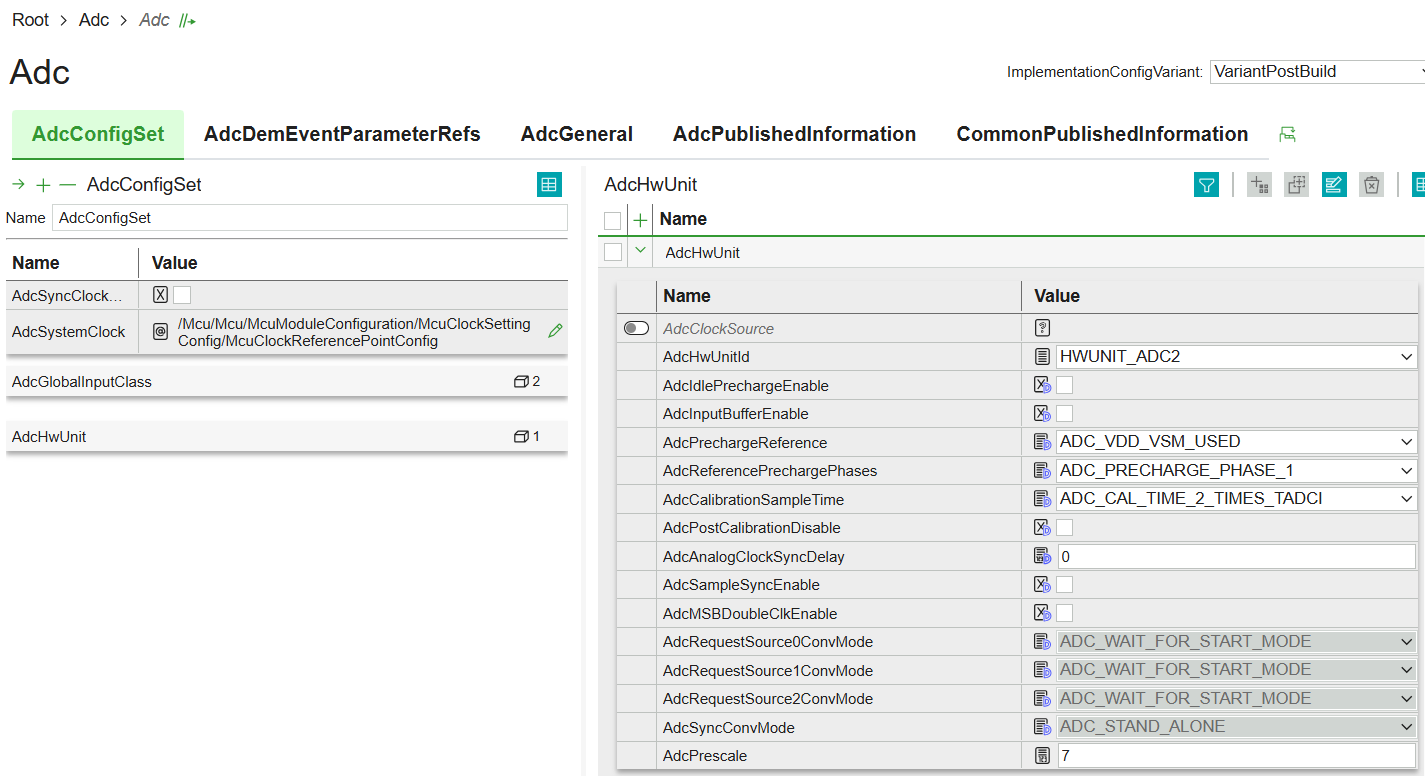 Root > Adc > Adc
Adc
ImplementationConfigVariant: VariantPostBuild
AdcConfigSet AdcDemEventParameterRefs AdcGeneral AdcPublishedInformation CommonPublishedInformation
AdcConfigSet
Name AdcConfigSet
Name Value
AdcSyncClock...
AdcSystemClock /Mcu/Mcu/McuModuleConfiguration/McuClockSetting
Config/McuClockReferencePointConfig
AdcGlobalInputClass 2
AdcHwUnit 1
AdcHwUnit
Name
AdcHwUnit
Name Value
AdcClockSource
AdcHwUnitId HWUNIT_ADC2
AdcIdlePrechargeEnable
AdcInputBufferEnable
AdcPrechargeReference ADC_VDD_VSM_USED
AdcReferencePrechargePhases ADC_PRECHARGE_PHASE_1
AdcCalibrationSampleTime ADC_CAL_TIME_2_TIMES_TADCI
AdcPostCalibrationDisable
AdcAnalogClockSyncDelay 0
AdcSampleSyncEnable
AdcMSBDoubleClkEnable
AdcRequestSource0ConvMode ADC_WAIT_FOR_START_MODE
AdcRequestSource1ConvMode ADC_WAIT_FOR_START_MODE
AdcRequestSource2ConvMode ADC_WAIT_FOR_START_MODE
AdcSyncConvMode ADC_STAND_ALONE
AdcPrescale 7